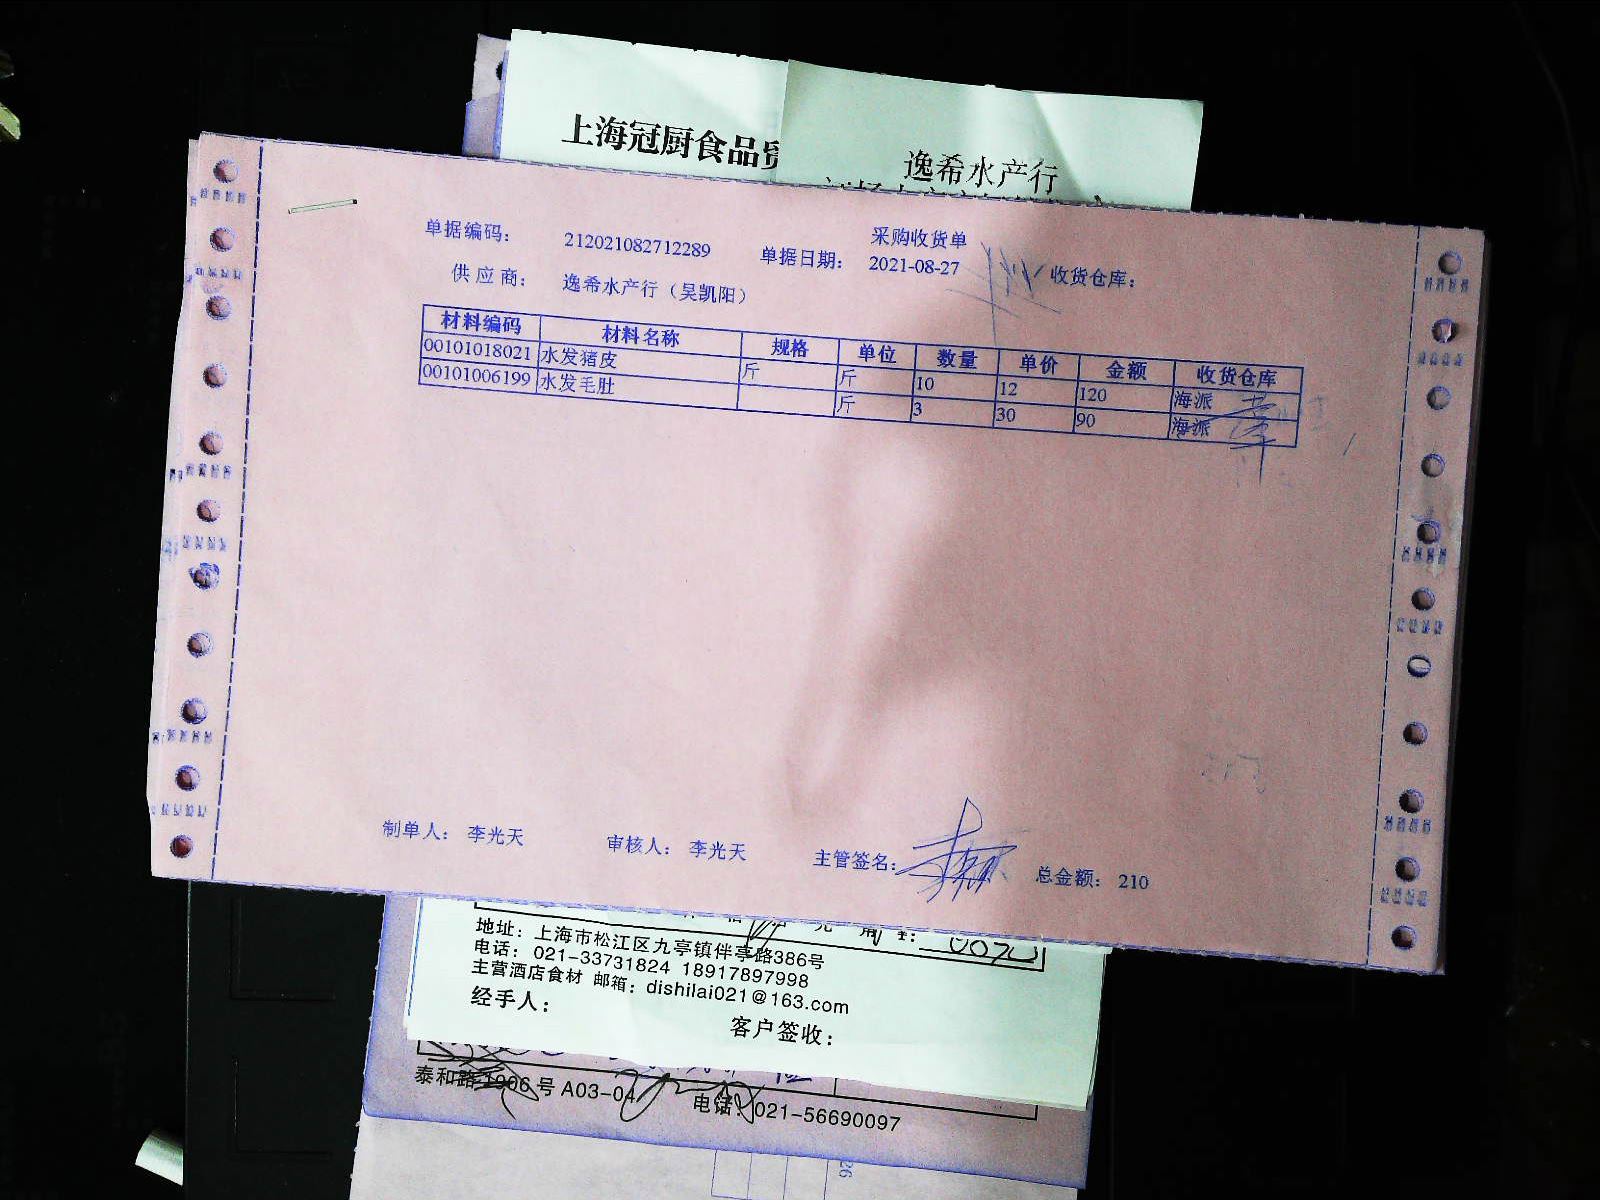 上海冠厨食品贸
逸希水产行
采购收货单
单据编码： 212021082712289 单据日期： 2021-08-27 收货仓库：
供应商： 逸希水产行（吴凯阳）
材料编码 材料名称 规格 单位 数量 单价 金额 收货仓库
00101018021 水发猪皮 斤 斤 10 12 120 海派
00101006199 水发毛肚 斤 3 30 90 海派
制单人： 李光天 审核人： 李光天 主管签名： 总金额： 210
地址：上海市松江区九亭镇伴亭路386号
电话：021-33731824 18917897998
主营酒店食材 邮箱：dishilai021@163.com
经手人：
客户签收：
泰和路1906号A03-04 电话：021-56690097